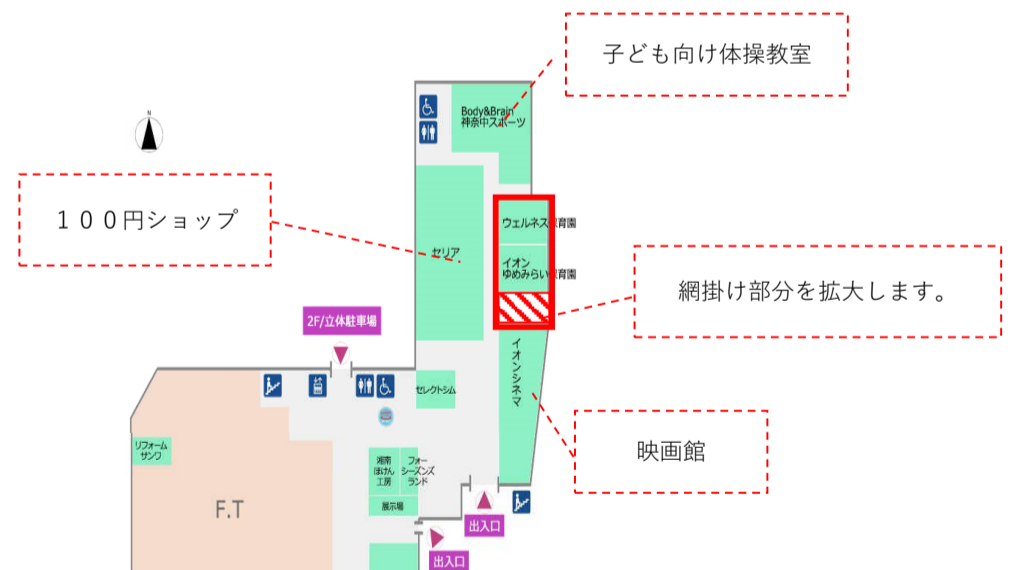 子ども向け体操教室
Body&Brain
神奈中スポーツ
N
１００円ショップ
ウェルネス保育園
セリア
イオン
ゆめみらい保育園
網掛け部分を拡大します。
2F/立体駐車場
イオンシネマ
セレクトシム
映画館
リフォーム
サンワ
湘南
ほけん
工房
フォー
シーズンズ
ランド
展示場
F.T
出入口
出入口